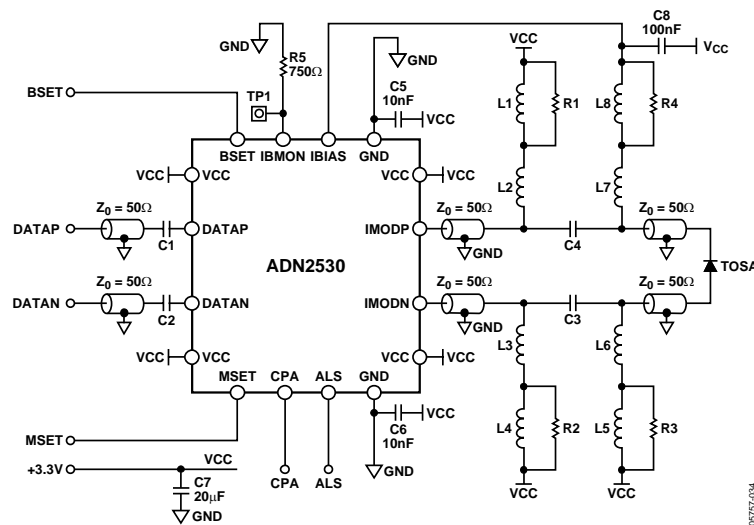 C8
100nF
VCC
GND
R5
750Ω
GND
VCC
C5
10nF
VCC
TP1
BSET
L1
R1
L8
R4
BSET
IBMON
IBIAS
GND
VCC
VCC
VCC
VCC
L2
L7
Z0 = 50Ω
Z0 = 50Ω
Z0 = 50Ω
DATAP
C1
DATAP
IMODP
GND
C4
ADN2530
TOSA
Z0 = 50Ω
Z0 = 50Ω
Z0 = 50Ω
DATAN
C2
DATAN
IMODN
GND
C3
L3
L6
VCC
VCC
VCC
VCC
MSET
CPA
ALS
GND
VCC
C6
10nF
L4
R2
L5
R3
MSET
GND
+3.3V
VCC
CPA
ALS
VCC
VCC
C7
20µF
GND
05757-034